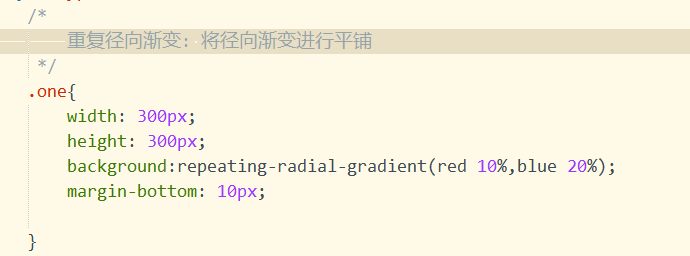 /*
重复径向渐变: 将径向渐变进行平铺
*/
.one{
width: 300px;
height: 300px;
background:repeating-radial-gradient(red 10%,blue 20%);
margin-bottom: 10px;
}